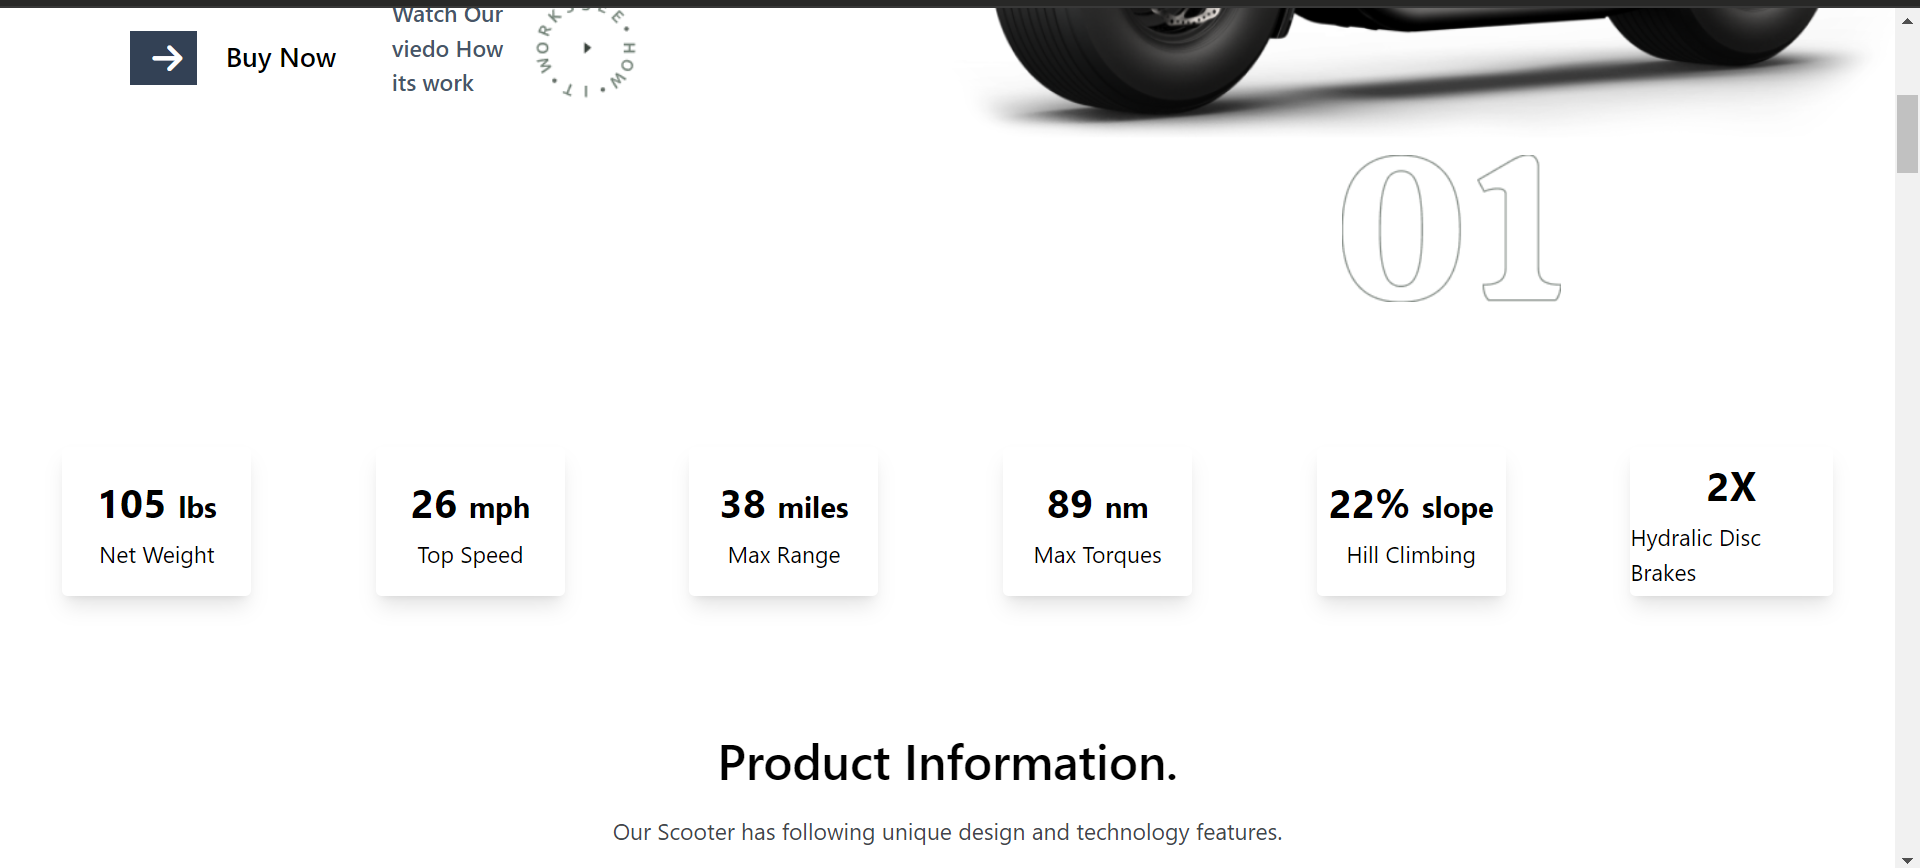 Watch Our
viedo How
its work
Buy Now
SEE • HOW • IT • WORKS
01
105 lbs
Net Weight
26 mph
Top Speed
38 miles
Max Range
89 nm
Max Torques
22% slope
Hill Climbing
2X
Hydralic Disc
Brakes
Product Information.
Our Scooter has following unique design and technology features.